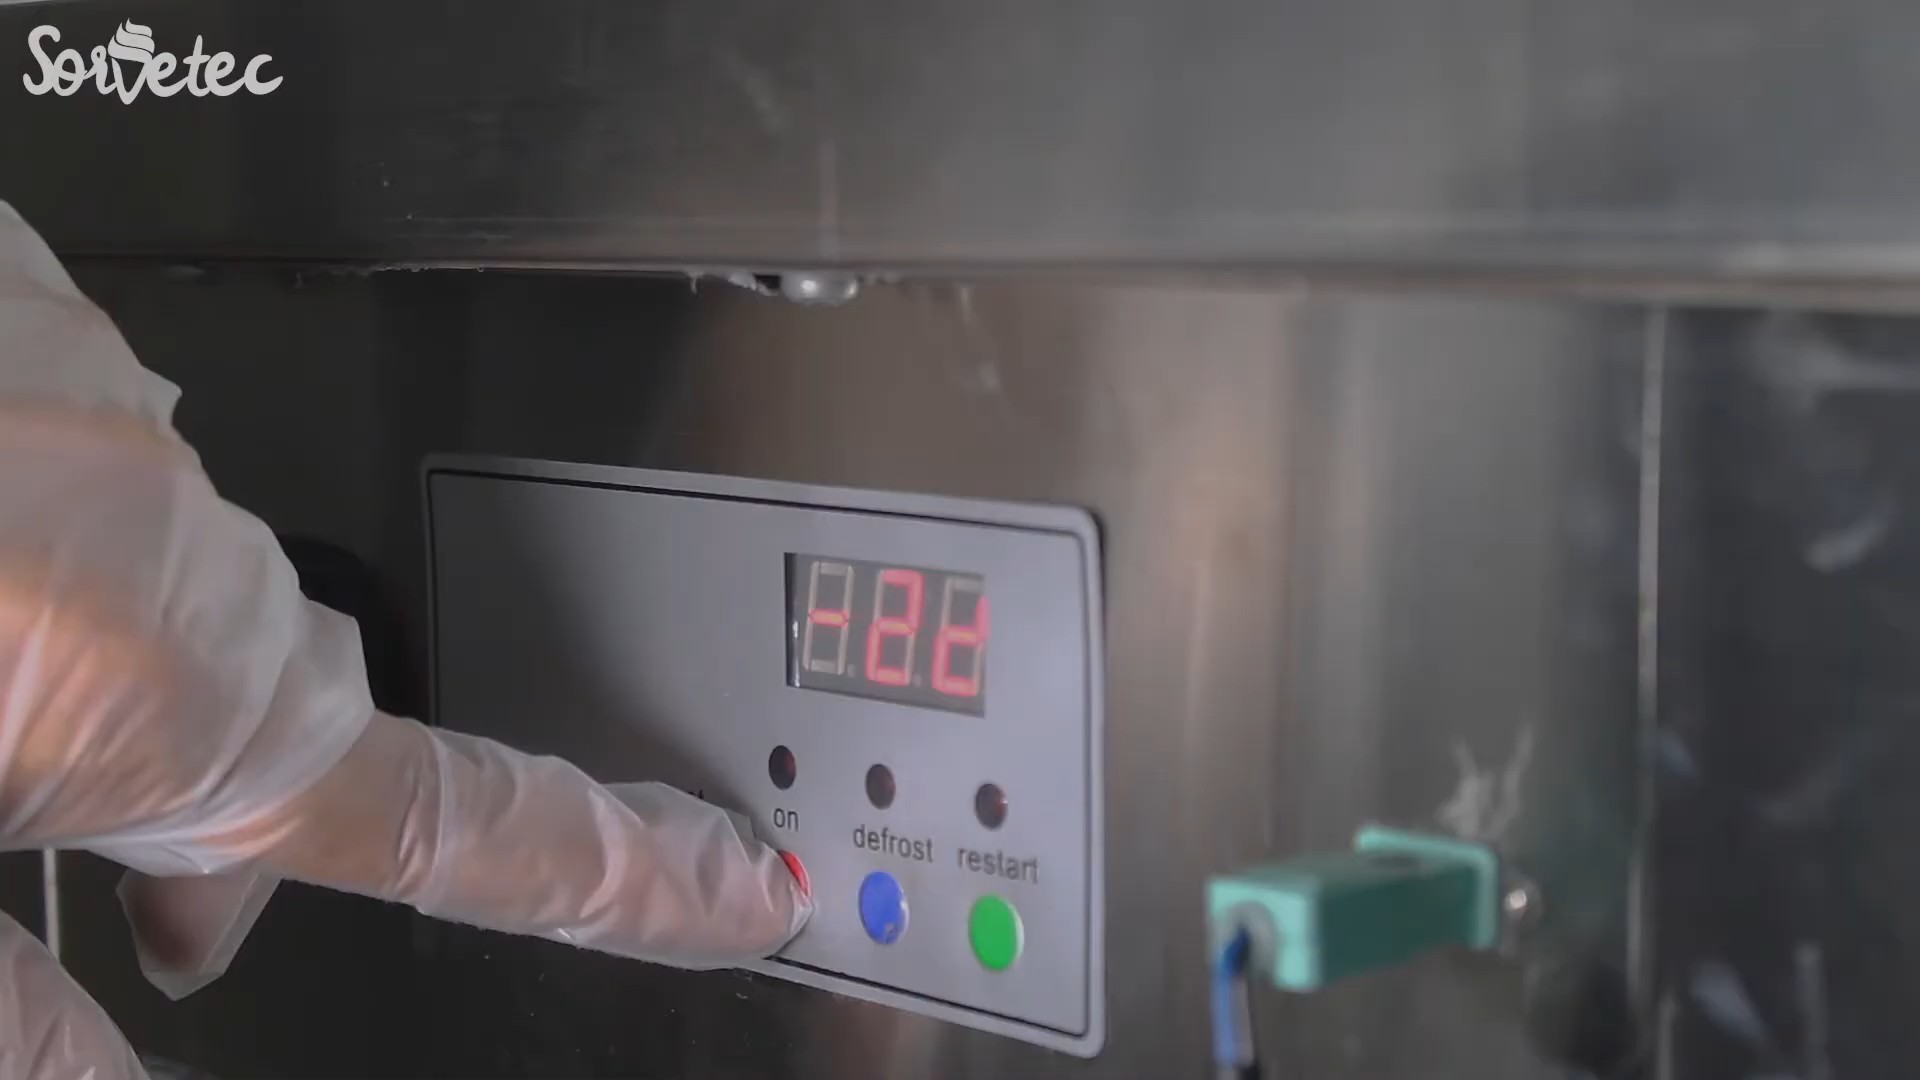 Sorvetec
-2d
on
defrost
restart